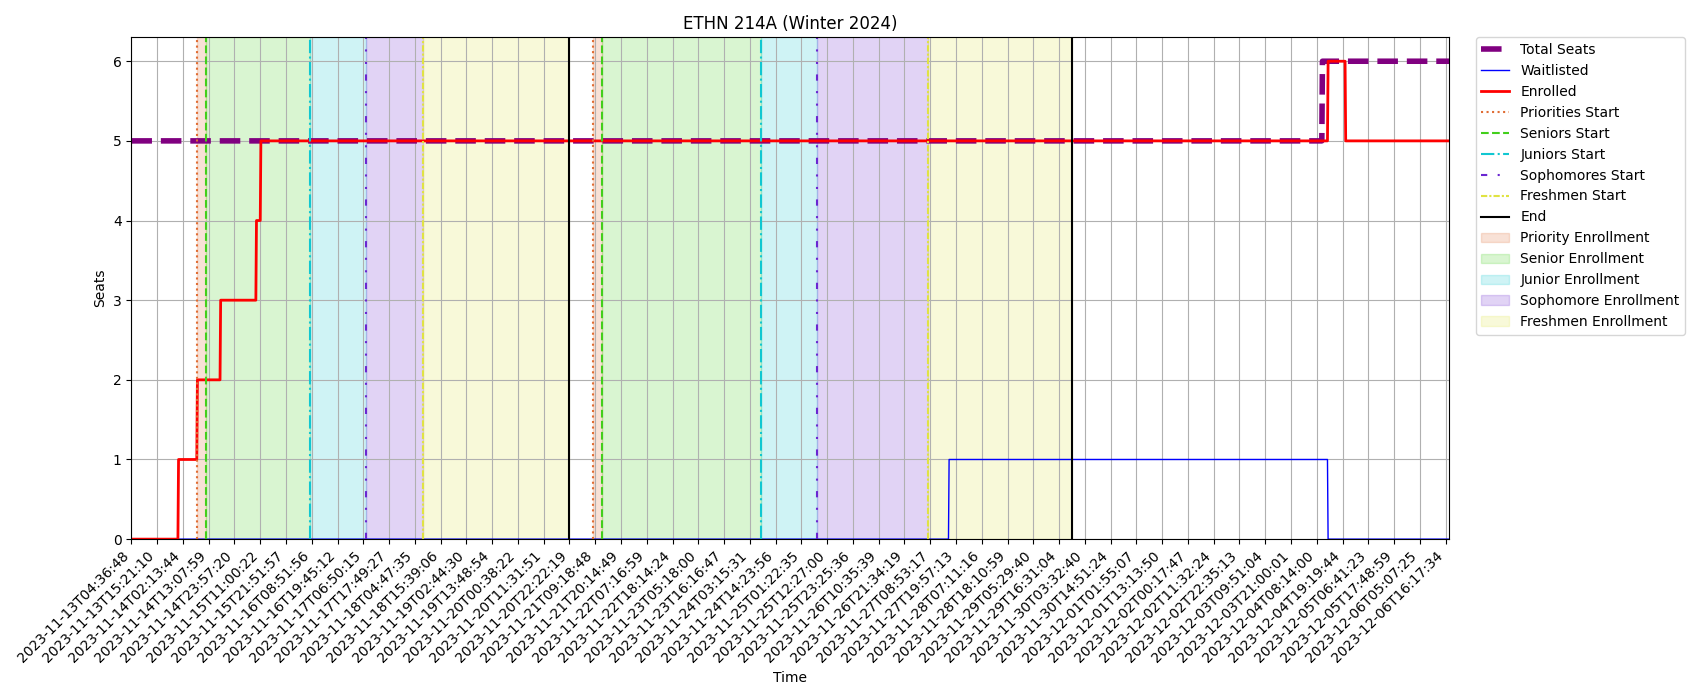 ETHN 214A (Winter 2024)
Seats
6
5
4
3
2
1
0
2023-11-13T04:36:48
2023-11-13T15:21:10
2023-11-14T02:13:44
2023-11-14T13:07:59
2023-11-14T23:57:20
2023-11-15T11:00:22
2023-11-15T21:51:57
2023-11-16T08:51:56
2023-11-16T19:45:12
2023-11-17T06:50:15
2023-11-17T17:49:27
2023-11-18T04:47:35
2023-11-18T15:39:06
2023-11-19T02:44:30
2023-11-19T13:48:54
2023-11-20T00:38:22
2023-11-20T11:31:51
2023-11-20T22:22:19
2023-11-21T09:18:48
2023-11-21T20:14:49
2023-11-22T07:16:59
2023-11-22T18:14:24
2023-11-23T05:18:00
2023-11-23T16:16:47
2023-11-24T03:15:31
2023-11-24T14:23:56
2023-11-25T01:22:35
2023-11-25T12:27:00
2023-11-25T23:25:36
2023-11-26T10:35:39
2023-11-26T21:34:19
2023-11-27T08:53:17
2023-11-27T19:57:13
2023-11-28T07:11:16
2023-11-28T18:10:59
2023-11-29T05:29:40
2023-11-29T16:31:04
2023-11-30T03:32:40
2023-11-30T14:51:24
2023-12-01T01:55:07
2023-12-01T13:13:50
2023-12-02T00:17:47
2023-12-02T11:32:24
2023-12-02T22:35:13
2023-12-03T09:51:04
2023-12-03T21:00:01
2023-12-04T08:14:00
2023-12-04T19:19:44
2023-12-05T06:41:23
2023-12-05T17:48:59
2023-12-06T05:07:25
2023-12-06T16:17:34
Time
Total Seats
Waitlisted
Enrolled
Priorities Start
Seniors Start
Juniors Start
Sophomores Start
Freshmen Start
End
Priority Enrollment
Senior Enrollment
Junior Enrollment
Sophomore Enrollment
Freshmen Enrollment